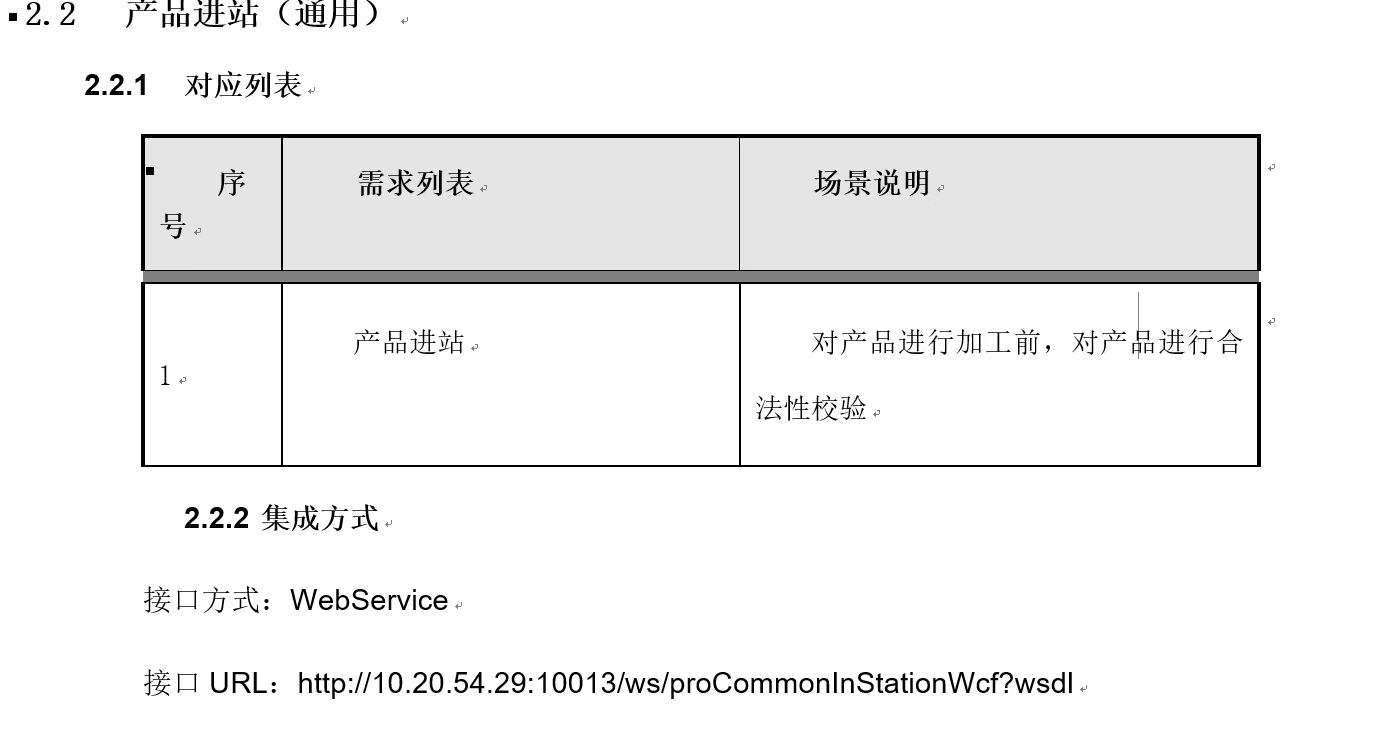 2.2 产品进站（通用）
2.2.1 对应列表
序
号
需求列表
场景说明
1
产品进站
对产品进行加工前，对产品进行合
法性校验
2.2.2 集成方式
接口方式：WebService
接口 URL：http://10.20.54.29:10013/ws/proCommonInStationWcf?wsdl